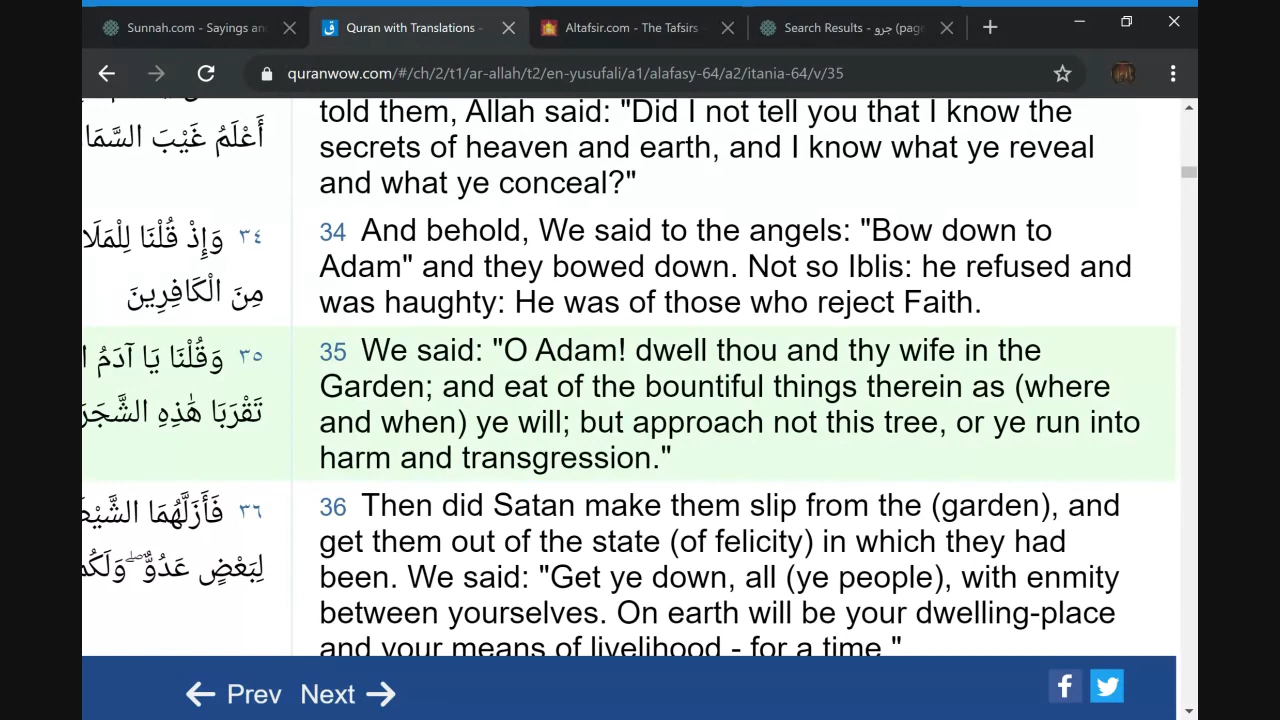 Sunnah.com - Sayings an
Quran with Translations -
Altafsir.com - The Tafsirs
Search Results - جرو (pag
quranwow.com/#/ch/2/t1/ar-allah/t2/en-yusufali/a1/alafasy-64/a2/itania-64/v/35
told them, Allah said: "Did I not tell you that I know the
أَعْلَمُ غَيْبَ السَّمَا
secrets of heaven and earth, and I know what ye reveal
and what ye conceal?"
٣٤ وَإِذْ قُلْنَا لِلْمَلَا
34 And behold, We said to the angels: "Bow down to
Adam" and they bowed down. Not so Iblis: he refused and
مِنَ الْكَافِرِينَ
was haughty: He was of those who reject Faith.
٣٥ وَقُلْنَا يَا آدَمُ ا
35 We said: "O Adam! dwell thou and thy wife in the
Garden; and eat of the bountiful things therein as (where
تَقْرَبَا هَٰذِهِ الشَّجَرَ
and when) ye will; but approach not this tree, or ye run into
harm and transgression."
٣٦ فَأَزَلَّهُمَا الشَّيْطَ
36 Then did Satan make them slip from the (garden), and
get them out of the state (of felicity) in which they had
لِبَعْضٍ عَدُوٌّ ۖ وَلَكُمْ
been. We said: "Get ye down, all (ye people), with enmity
between yourselves. On earth will be your dwelling-place
and your means of livelihood - for a time."
Prev Next